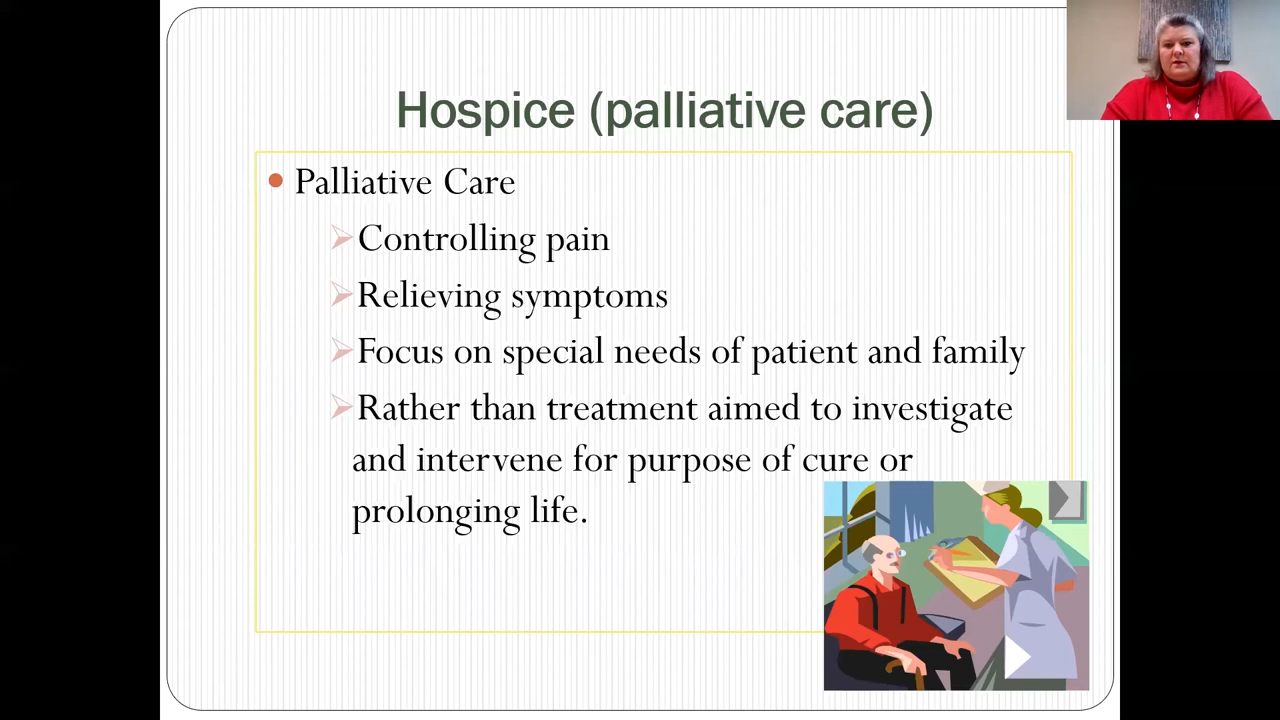 Hospice (palliative care)
Palliative Care
Controlling pain
Relieving symptoms
Focus on special needs of patient and family
Rather than treatment aimed to investigate
and intervene for purpose of cure or
prolonging life.